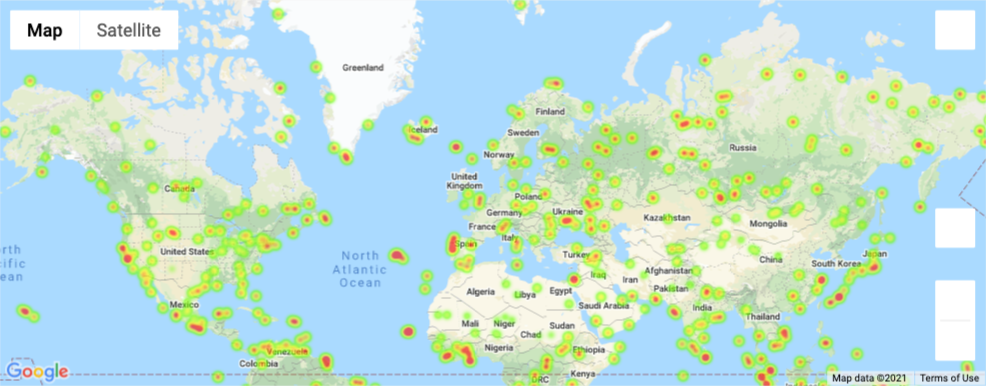 Map
Satellite
Greenland
Iceland
Finland
Sweden
Norway
Russia
Canada
United
Kingdom
Poland
Germany
Ukraine
Kazakhstan
Mongolia
France
Italy
Spain
Turkey
United States
North
Atlantic
Ocean
rth
cific
ean
Iraq
Iran
Afghanistan
Pakistan
China
South Korea
Japan
Algeria
Libya
Egypt
Saudi Arabia
India
Mexico
Mali
Niger
Chad
Sudan
Thailand
Nigeria
Ethiopia
Venezuela
Colombia
DRC
Kenya
Google
Map data ©2021
Terms of Use